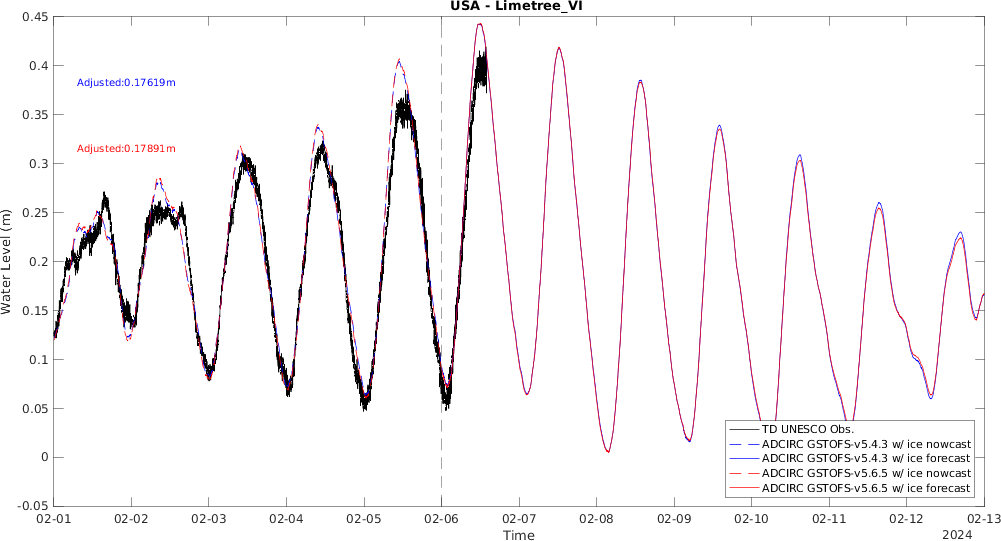 USA - Limetree_VI
0.45
0.4
0.35
0.3
0.25
0.2
0.15
0.1
0.05
0
-0.05
Water Level (m)
Adjusted:0.17619m
Adjusted:0.17891m
TD UNESCO Obs.
ADCIRC GSTOFS-v5.4.3 w/ ice nowcast
ADCIRC GSTOFS-v5.4.3 w/ ice forecast
ADCIRC GSTOFS-v5.6.5 w/ ice nowcast
ADCIRC GSTOFS-v5.6.5 w/ ice forecast
02-01 02-02 02-03 02-04 02-05 02-06 02-07 02-08 02-09 02-10 02-11 02-12 02-13
Time
2024